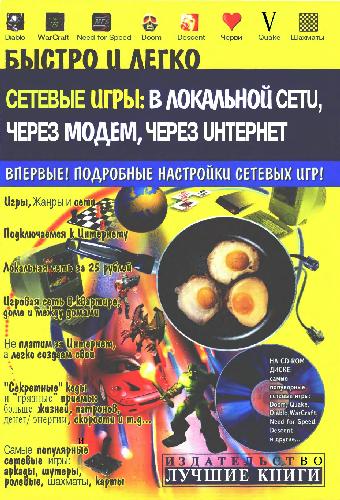 Diablo WarCraft Need for Speed Doom Descent Черви Quake Шахматы
БЫСТРО И ЛЕГКО
СЕТЕВЫЕ ИГРЫ: В ЛОКАЛЬНОЙ СЕТИ,
ЧЕРЕЗ МОДЕМ, ЧЕРЕЗ ИНТЕРНЕТ
ВПЕРВЫЕ! ПОДРОБНЫЕ НАСТРОЙКИ СЕТЕВЫХ ИГР!
Игры, Жанры и сети
Подключаемся к Интернету
Локальная сеть за 25 рублей
Игровая сеть в квартире,
доме и между домами
Не платим за Интернет,
а легко создаем свой
"Секретные" коды
и "грязные" приемы:
больше жизней, патронов,
денег/ энергии, скорости и т.д...
Самые популярные
сетевые игры:
аркады, шутеры,
ролевые, шахматы, карты
НА CD-ROM
ДИСКЕ:
самые
популярные
сетевые игры:
Doom, Quake,
Diablo, WarCraft,
Need for Speed,
Descent
и другие...
ИЗДАТЕЛЬСТВО
ЛУЧШИЕ КНИГИ